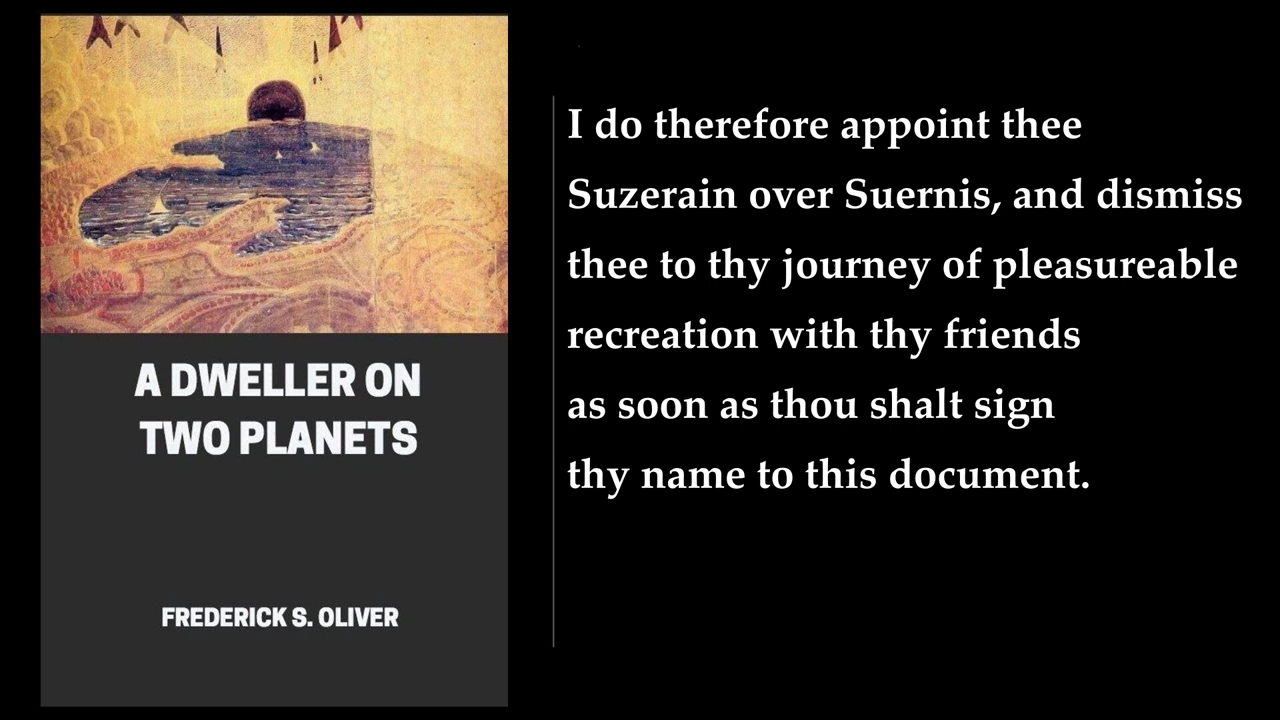 A DWELLER ON
TWO PLANETS
FREDERICK S. OLIVER
I do therefore appoint thee
Suzerain over Suernis, and dismiss
thee to thy journey of pleasureable
recreation with thy friends
as soon as thou shalt sign
thy name to this document.